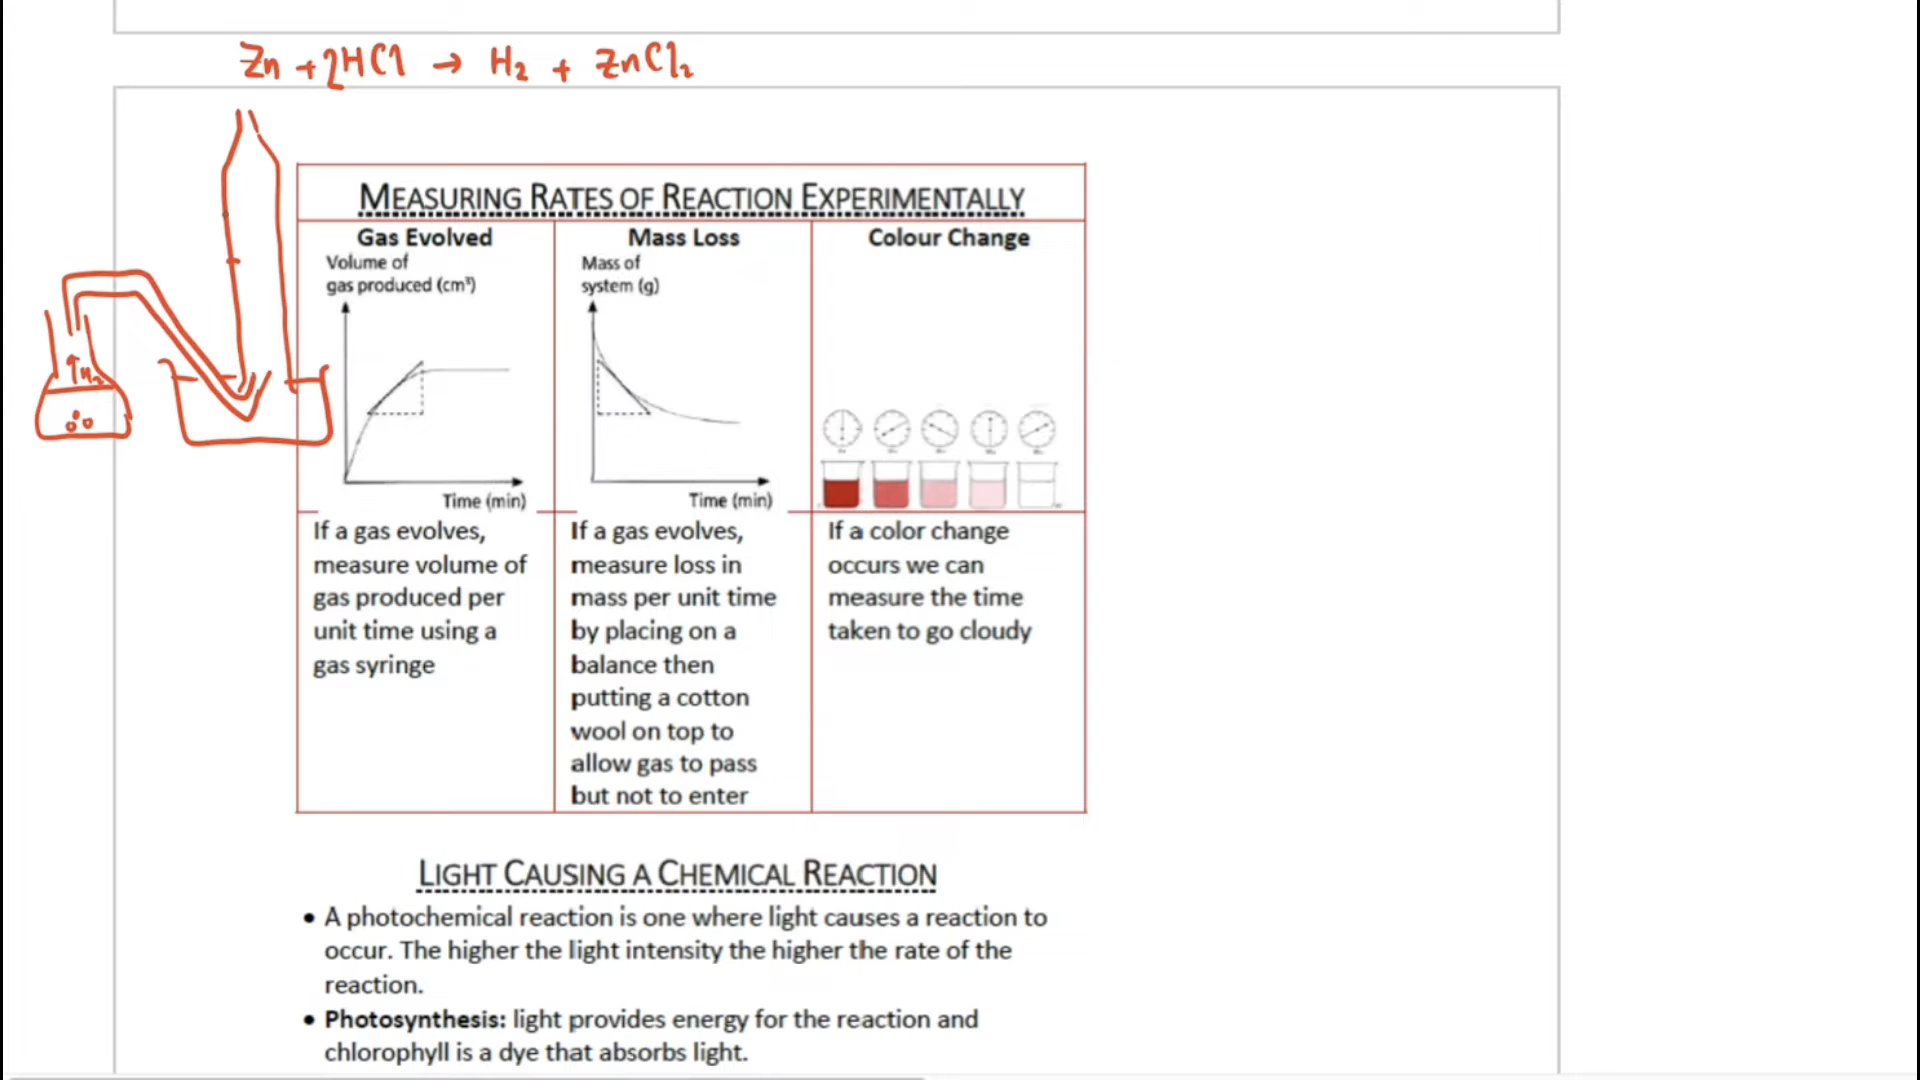 Zn + 2HCl → H₂ + ZnCl₂
MEASURING RATES OF REACTION EXPERIMENTALLY
Gas Evolved
Volume of
gas produced (cm³)
Time (min)
If a gas evolves,
measure volume of
gas produced per
unit time using a
gas syringe
Mass Loss
Mass of
system (g)
Time (min)
If a gas evolves,
measure loss in
mass per unit time
by placing on a
balance then
putting a cotton
wool on top to
allow gas to pass
but not to enter
Colour Change
If a color change
occurs we can
measure the time
taken to go cloudy
↑H₂
LIGHT CAUSING A CHEMICAL REACTION
• A photochemical reaction is one where light causes a reaction to
occur. The higher the light intensity the higher the rate of the
reaction.
• Photosynthesis: light provides energy for the reaction and
chlorophyll is a dye that absorbs light.